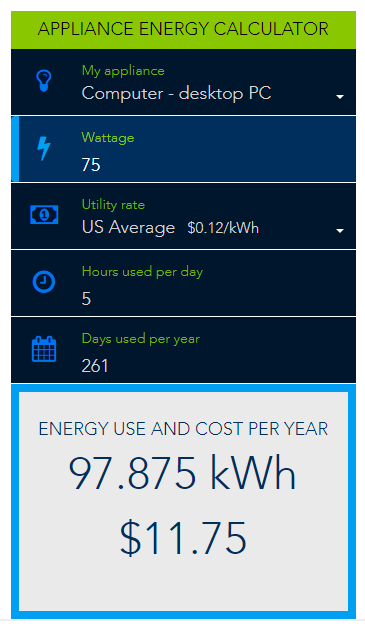 APPLIANCE ENERGY CALCULATOR
My appliance
Computer - desktop PC
Wattage
75
Utility rate
US Average $0.12/kWh
Hours used per day
5
Days used per year
261
ENERGY USE AND COST PER YEAR
97.875 kWh
$11.75